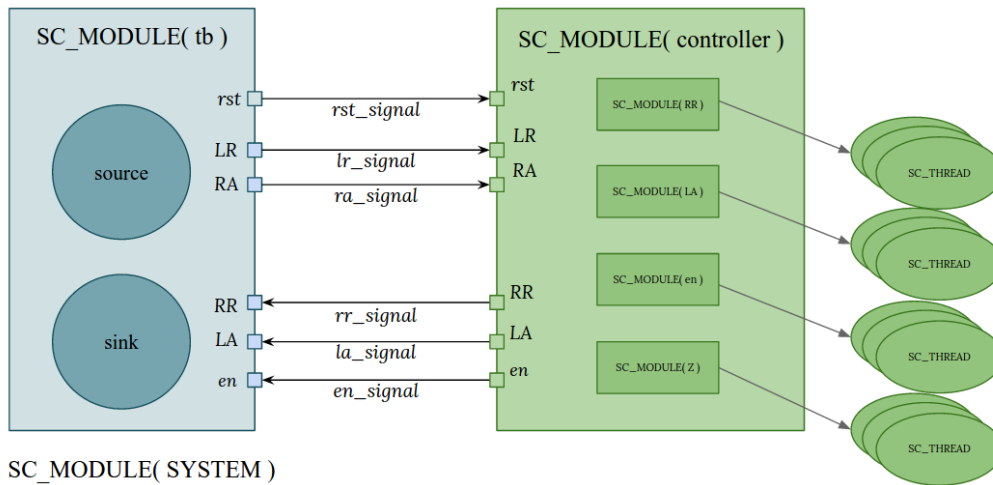 SC_MODULE( tb )
source
sink
rst
LR
RA
RR
LA
en
rst_signal
lr_signal
ra_signal
rr_signal
la_signal
en_signal
SC_MODULE( controller )
rst
LR
RA
RR
LA
en
SC_MODULE( RR )
SC_MODULE( LA )
SC_MODULE( en )
SC_MODULE( Z )
SC_THREAD
SC_THREAD
SC_THREAD
SC_THREAD
SC_MODULE( SYSTEM )